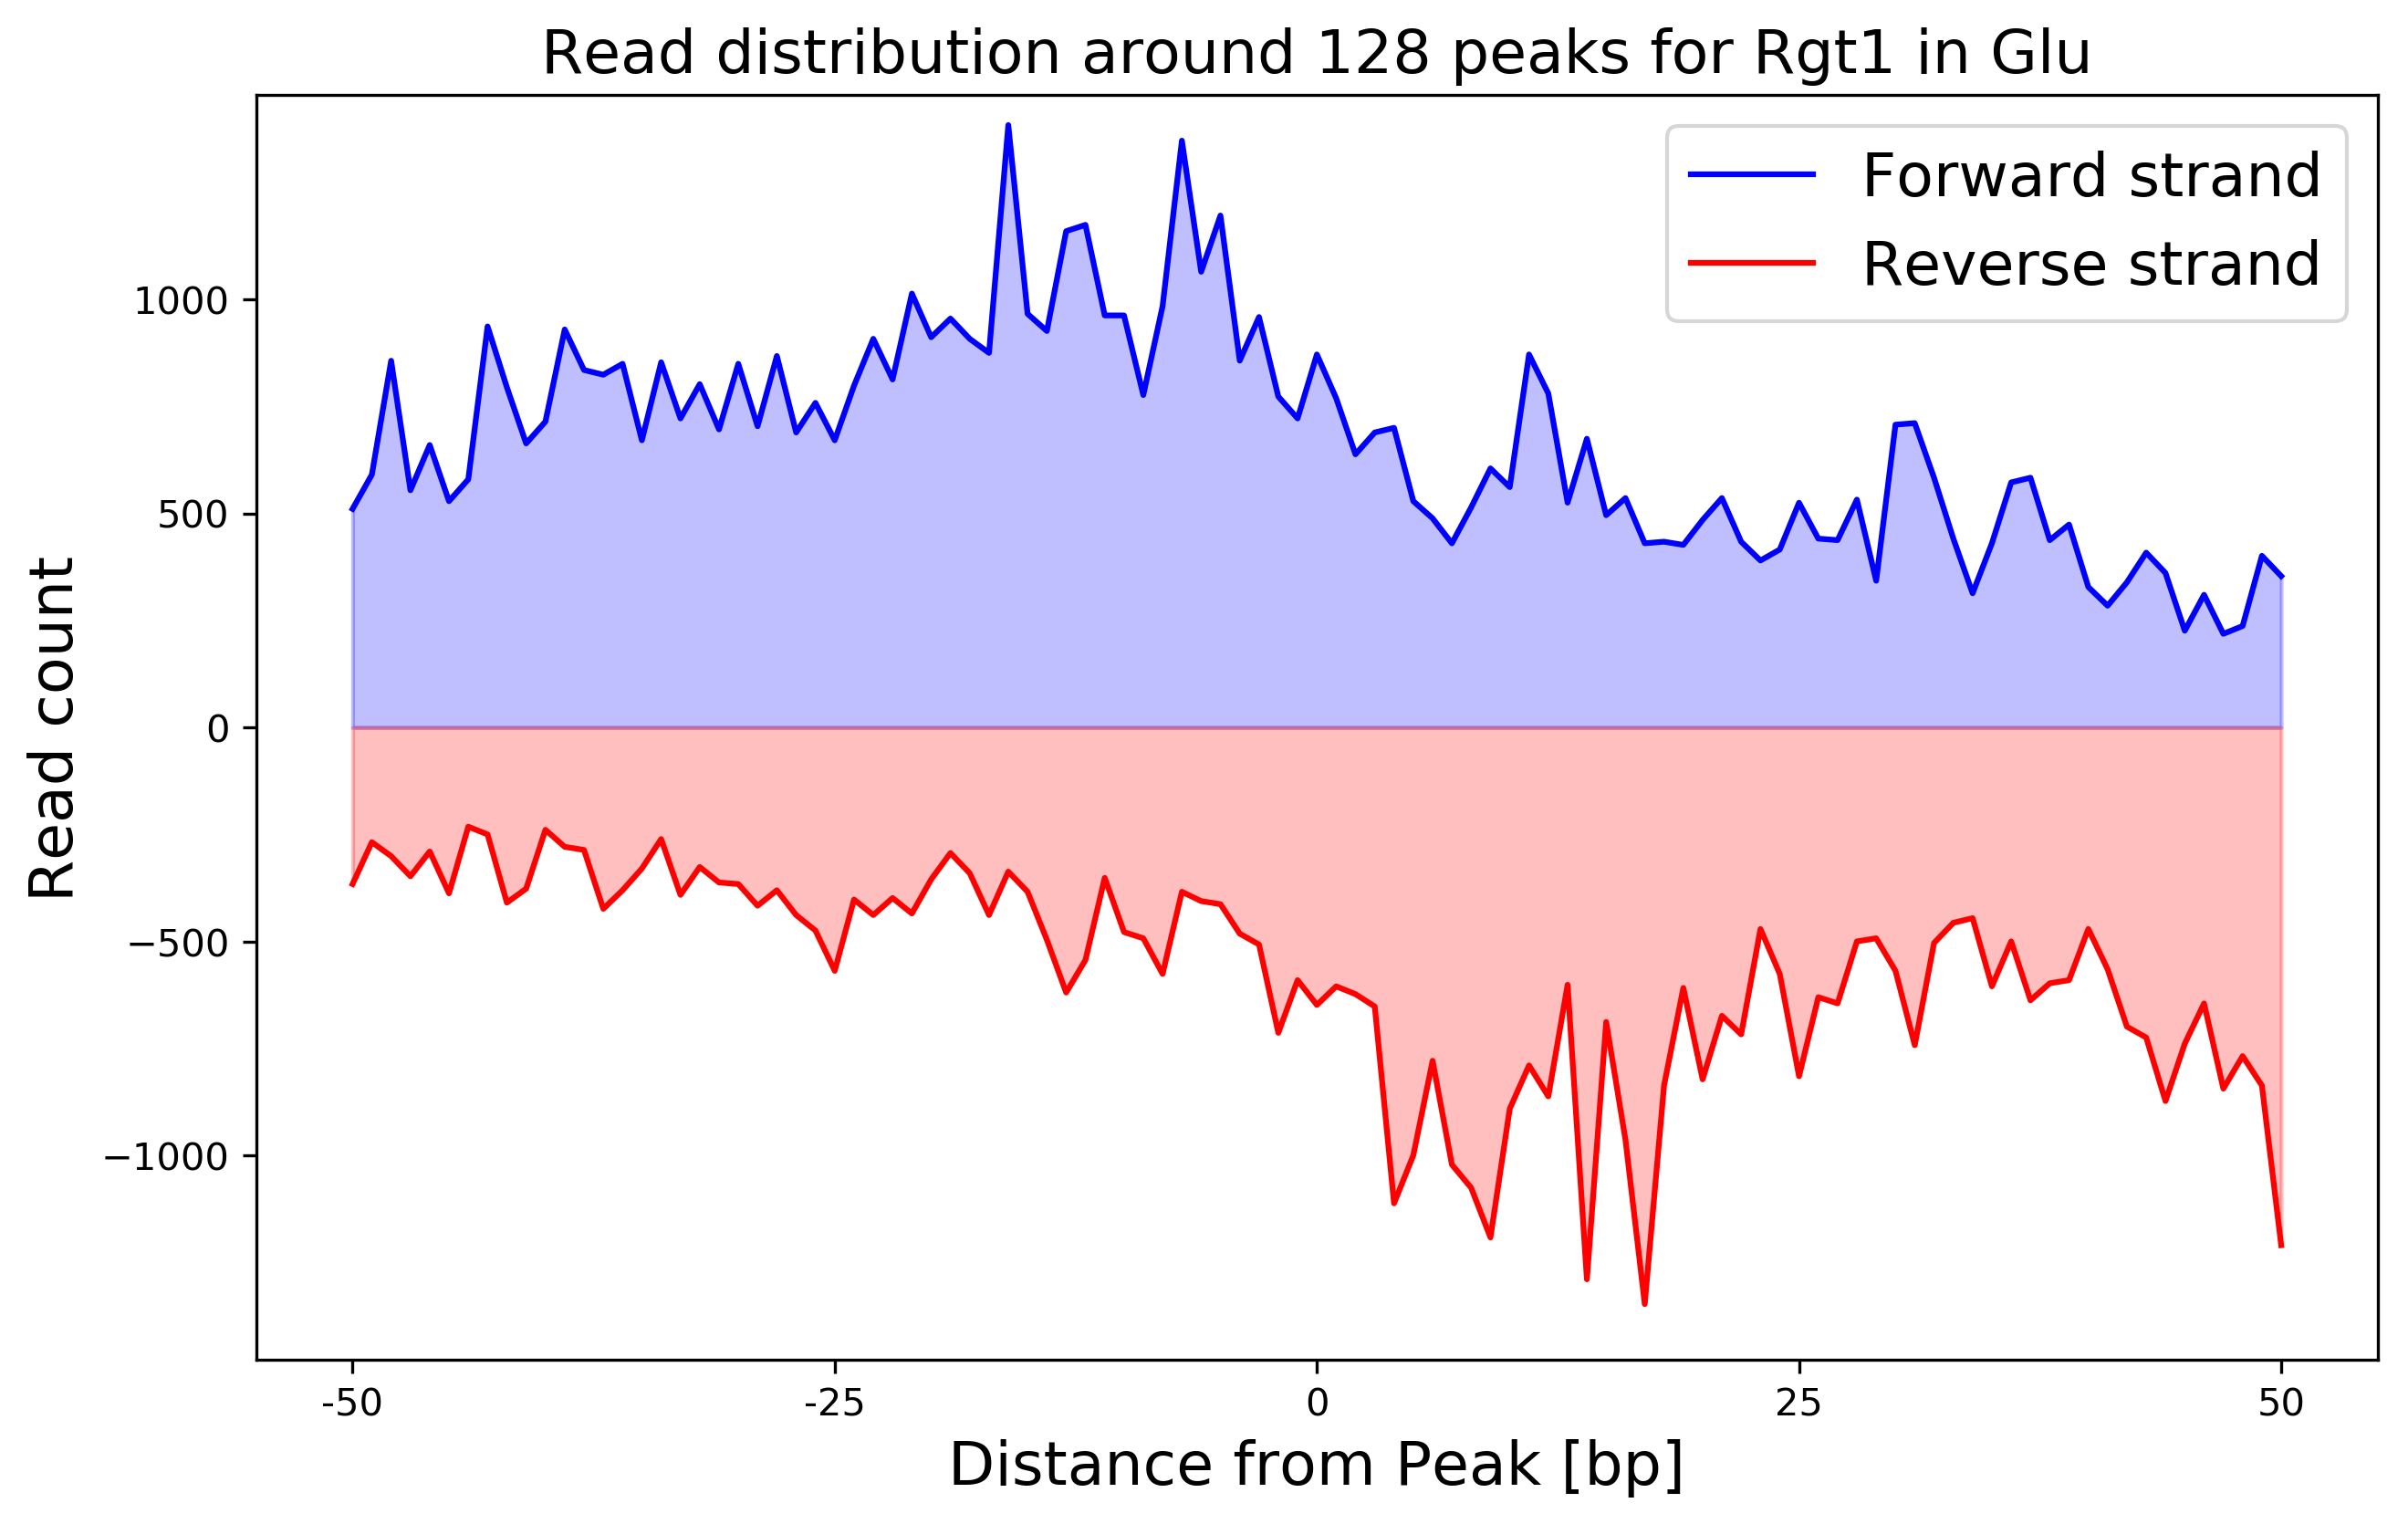 Read distribution around 128 peaks for Rgt1 in Glu
Forward strand
Reverse strand
1000
500
0
−500
−1000
Read count
-50 -25 0 25 50
Distance from Peak [bp]